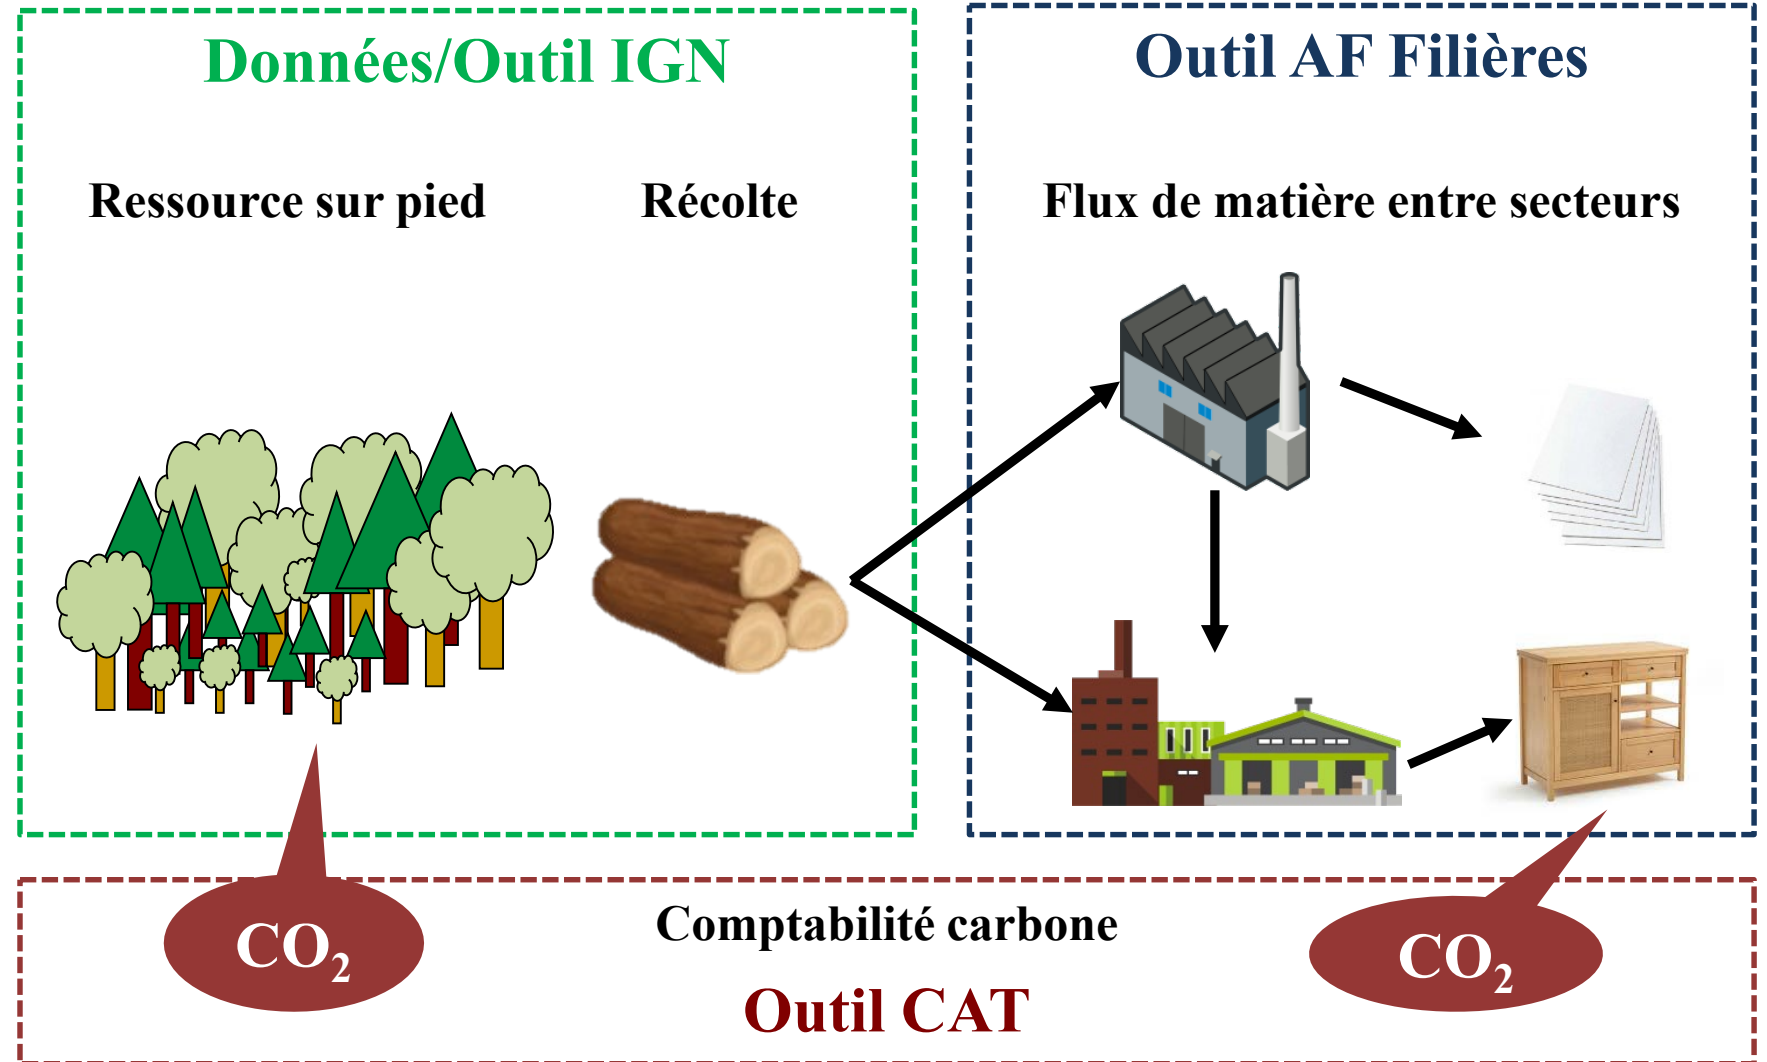 Données/Outil IGN
Outil AF Filières
Ressource sur pied
Récolte
Flux de matière entre secteurs
CO₂
Comptabilité carbone
CO₂
Outil CAT